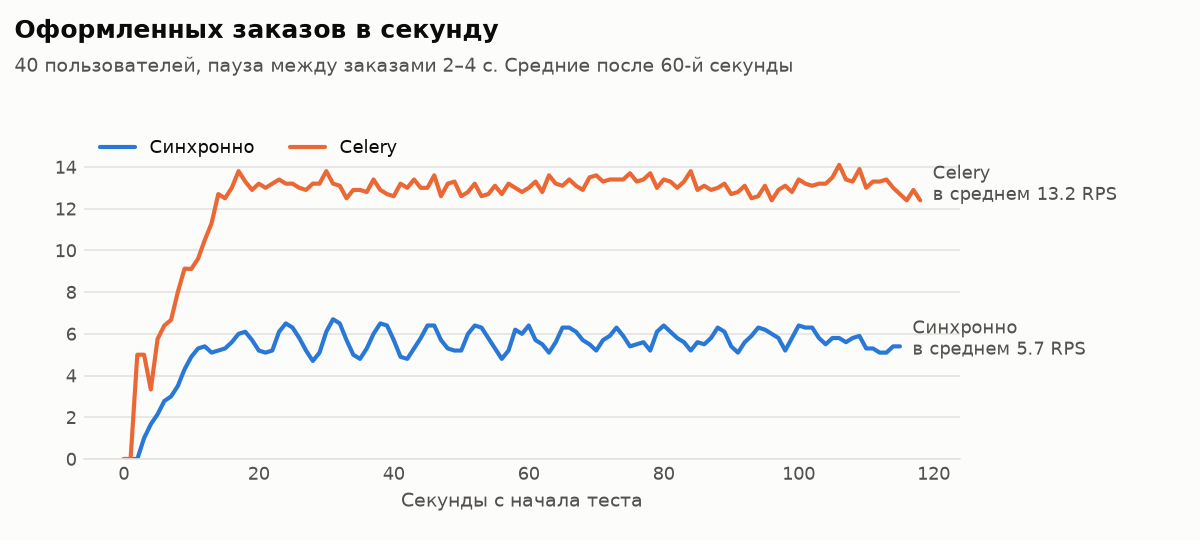 Оформленных заказов в секунду
40 пользователей, пауза между заказами 2–4 с. Средние после 60-й секунды
Синхронно
Celery
14
12
10
8
6
4
2
0
Celery
в среднем 13.2 RPS
Синхронно
в среднем 5.7 RPS
0 20 40 60 80 100 120
Секунды с начала теста